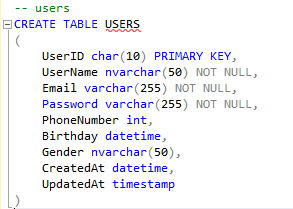 -- users
CREATE TABLE USERS
(
UserID char(10) PRIMARY KEY,
UserName nvarchar(50) NOT NULL,
Email varchar(255) NOT NULL,
Password varchar(255) NOT NULL,
PhoneNumber int,
Birthday datetime,
Gender nvarchar(50),
CreatedAt datetime,
UpdatedAt timestamp
)